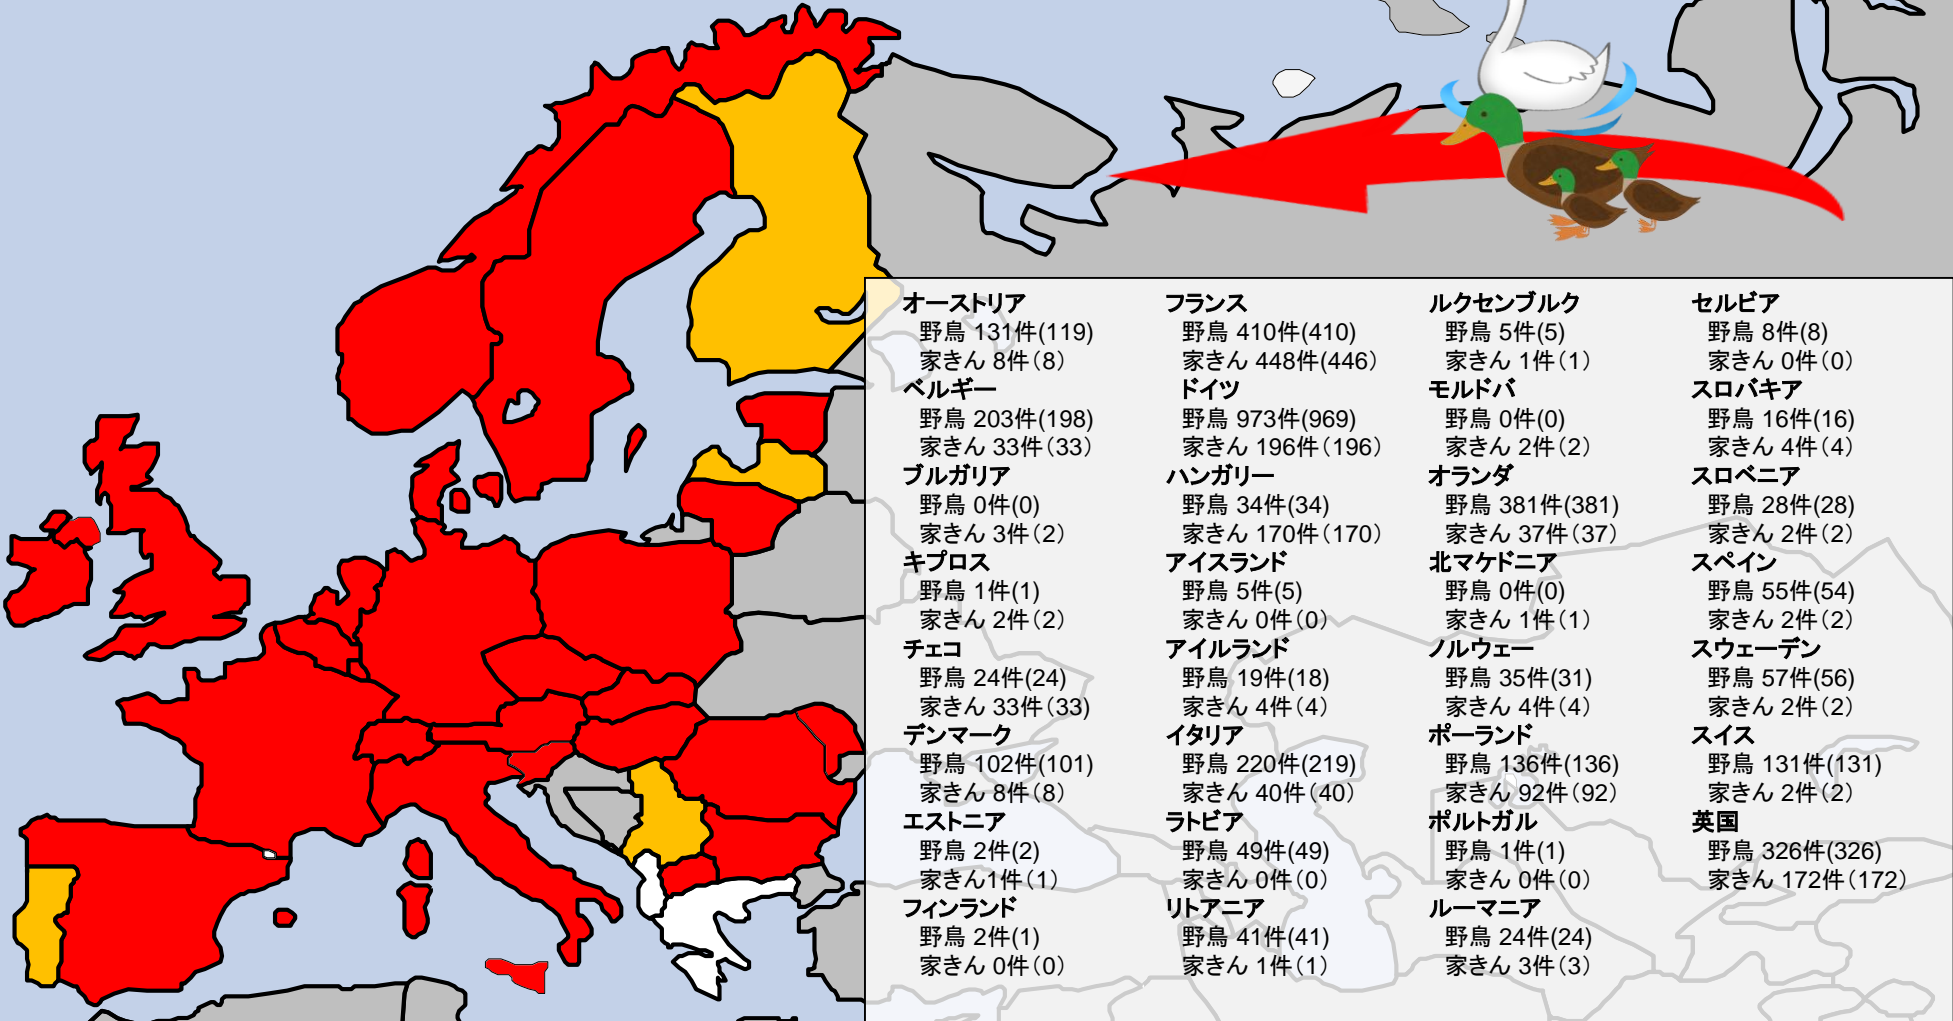 オーストリア
野鳥 131件(119)
家きん 8件（8）
ベルギー
野鳥 203件(198)
家きん 33件（33）
ブルガリア
野鳥 0件(0)
家きん 3件（2）
キプロス
野鳥 1件(1)
家きん 2件（2）
チェコ
野鳥 24件(24)
家きん 33件（33）
デンマーク
野鳥 102件(101)
家きん 8件（8）
エストニア
野鳥 2件(2)
家きん1件（1）
フィンランド
野鳥 2件(1)
家きん 0件（0）
フランス
野鳥 410件(410)
家きん 448件(446）
ドイツ
野鳥 973件(969)
家きん 196件（196）
ハンガリー
野鳥 34件(34)
家きん 170件（170）
アイスランド
野鳥 5件(5)
家きん 0件（0）
アイルランド
野鳥 19件(18)
家きん 4件（4）
イタリア
野鳥 220件(219)
家きん 40件（40）
ラトビア
野鳥 49件(49)
家きん 0件（0）
リトアニア
野鳥 41件(41)
家きん 1件（1）
ルクセンブルク
野鳥 5件(5)
家きん 1件（1）
モルドバ
野鳥 0件(0)
家きん 2件（2）
オランダ
野鳥 381件(381)
家きん 37件（37）
北マケドニア
野鳥 0件(0)
家きん 1件（1）
ノルウェー
野鳥 35件(31)
家きん 4件（4）
ポーランド
野鳥 136件(136)
家きん 92件（92）
ポルトガル
野鳥 1件(1)
家きん 0件（0）
ルーマニア
野鳥 24件(24)
家きん 3件（3）
セルビア
野鳥 8件(8)
家きん 0件（0）
スロバキア
野鳥 16件(16)
家きん 4件（4）
スロベニア
野鳥 28件(28)
家きん 2件（2）
スペイン
野鳥 55件(54)
家きん 2件（2）
スウェーデン
野鳥 57件(56)
家きん 2件（2）
スイス
野鳥 131件(131)
家きん 2件（2）
英国
野鳥 326件(326)
家きん 172件（172）